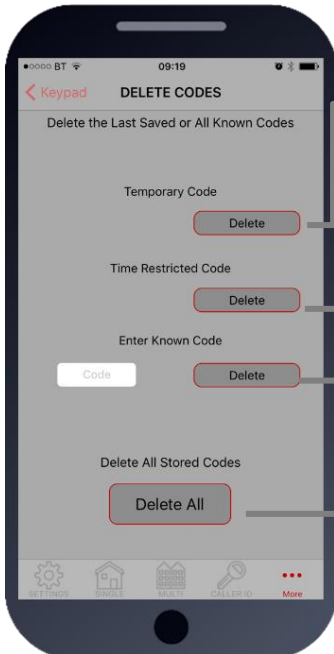 BT 09:19
Keypad DELETE CODES
Delete the Last Saved or All Known Codes
Temporary Code
Delete
Time Restricted Code
Delete
Enter Known Code
Code Delete
Delete All Stored Codes
Delete All
SETTINGS SINGLE MULTI CALLER ID More